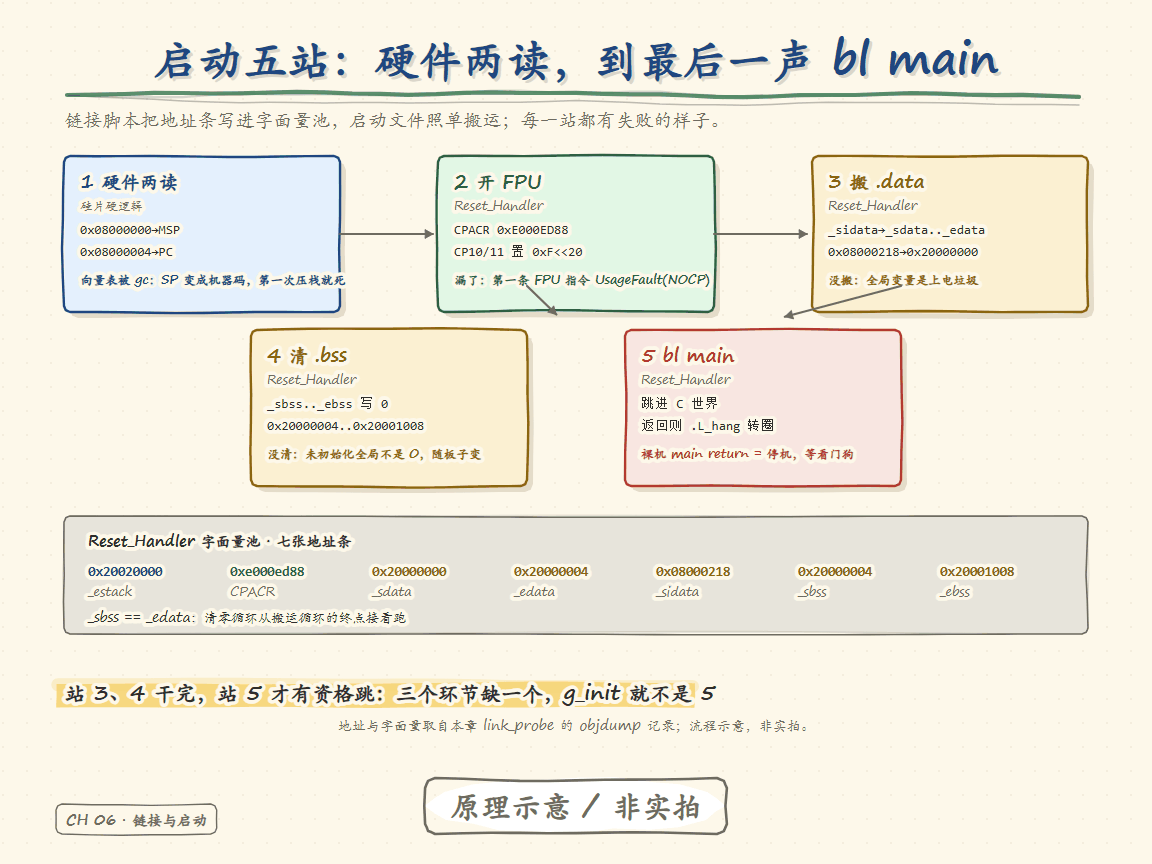 启动五站：硬件两读，到最后一声 bl main
链接脚本把地址条写进字面量池，启动文件照单搬运；每一站都有失败的样子。
1 硬件两读
硅片硬逻辑
0x08000000→MSP
0x08000004→PC
向量表被 gc：SP 变成机器码，第一次压栈就死
2 开 FPU
Reset_Handler
CPACR 0xE000ED88
CP10/11 置 0xF<<20
漏了：第一条 FPU 指令 UsageFault(NOCP)
3 搬 .data
Reset_Handler
_sidata→_sdata.._edata
0x08000218→0x20000000
没搬：全局变量是上电垃圾
4 清 .bss
Reset_Handler
_sbss.._ebss 写 0
0x20000004..0x20001008
没清：未初始化全局不是 0，随板子变
5 bl main
Reset_Handler
跳进 C 世界
返回则 .L_hang 转圈
裸机 main return = 停机，等看门狗
Reset_Handler 字面量池 · 七张地址条
0x20020000 0xe000ed88 0x20000000 0x20000004 0x08000218 0x20000004 0x20001008
_estack CPACR _sdata _edata _sidata _sbss _ebss
_sbss == _edata：清零循环从搬运循环的终点接着跑
站 3、4 干完，站 5 才有资格跳：三个环节缺一个，g_init 就不是 5
地址与字面量取自本章 link_probe 的 objdump 记录；流程示意，非实拍。
原理示意 / 非实拍
CH 06 · 链接与启动